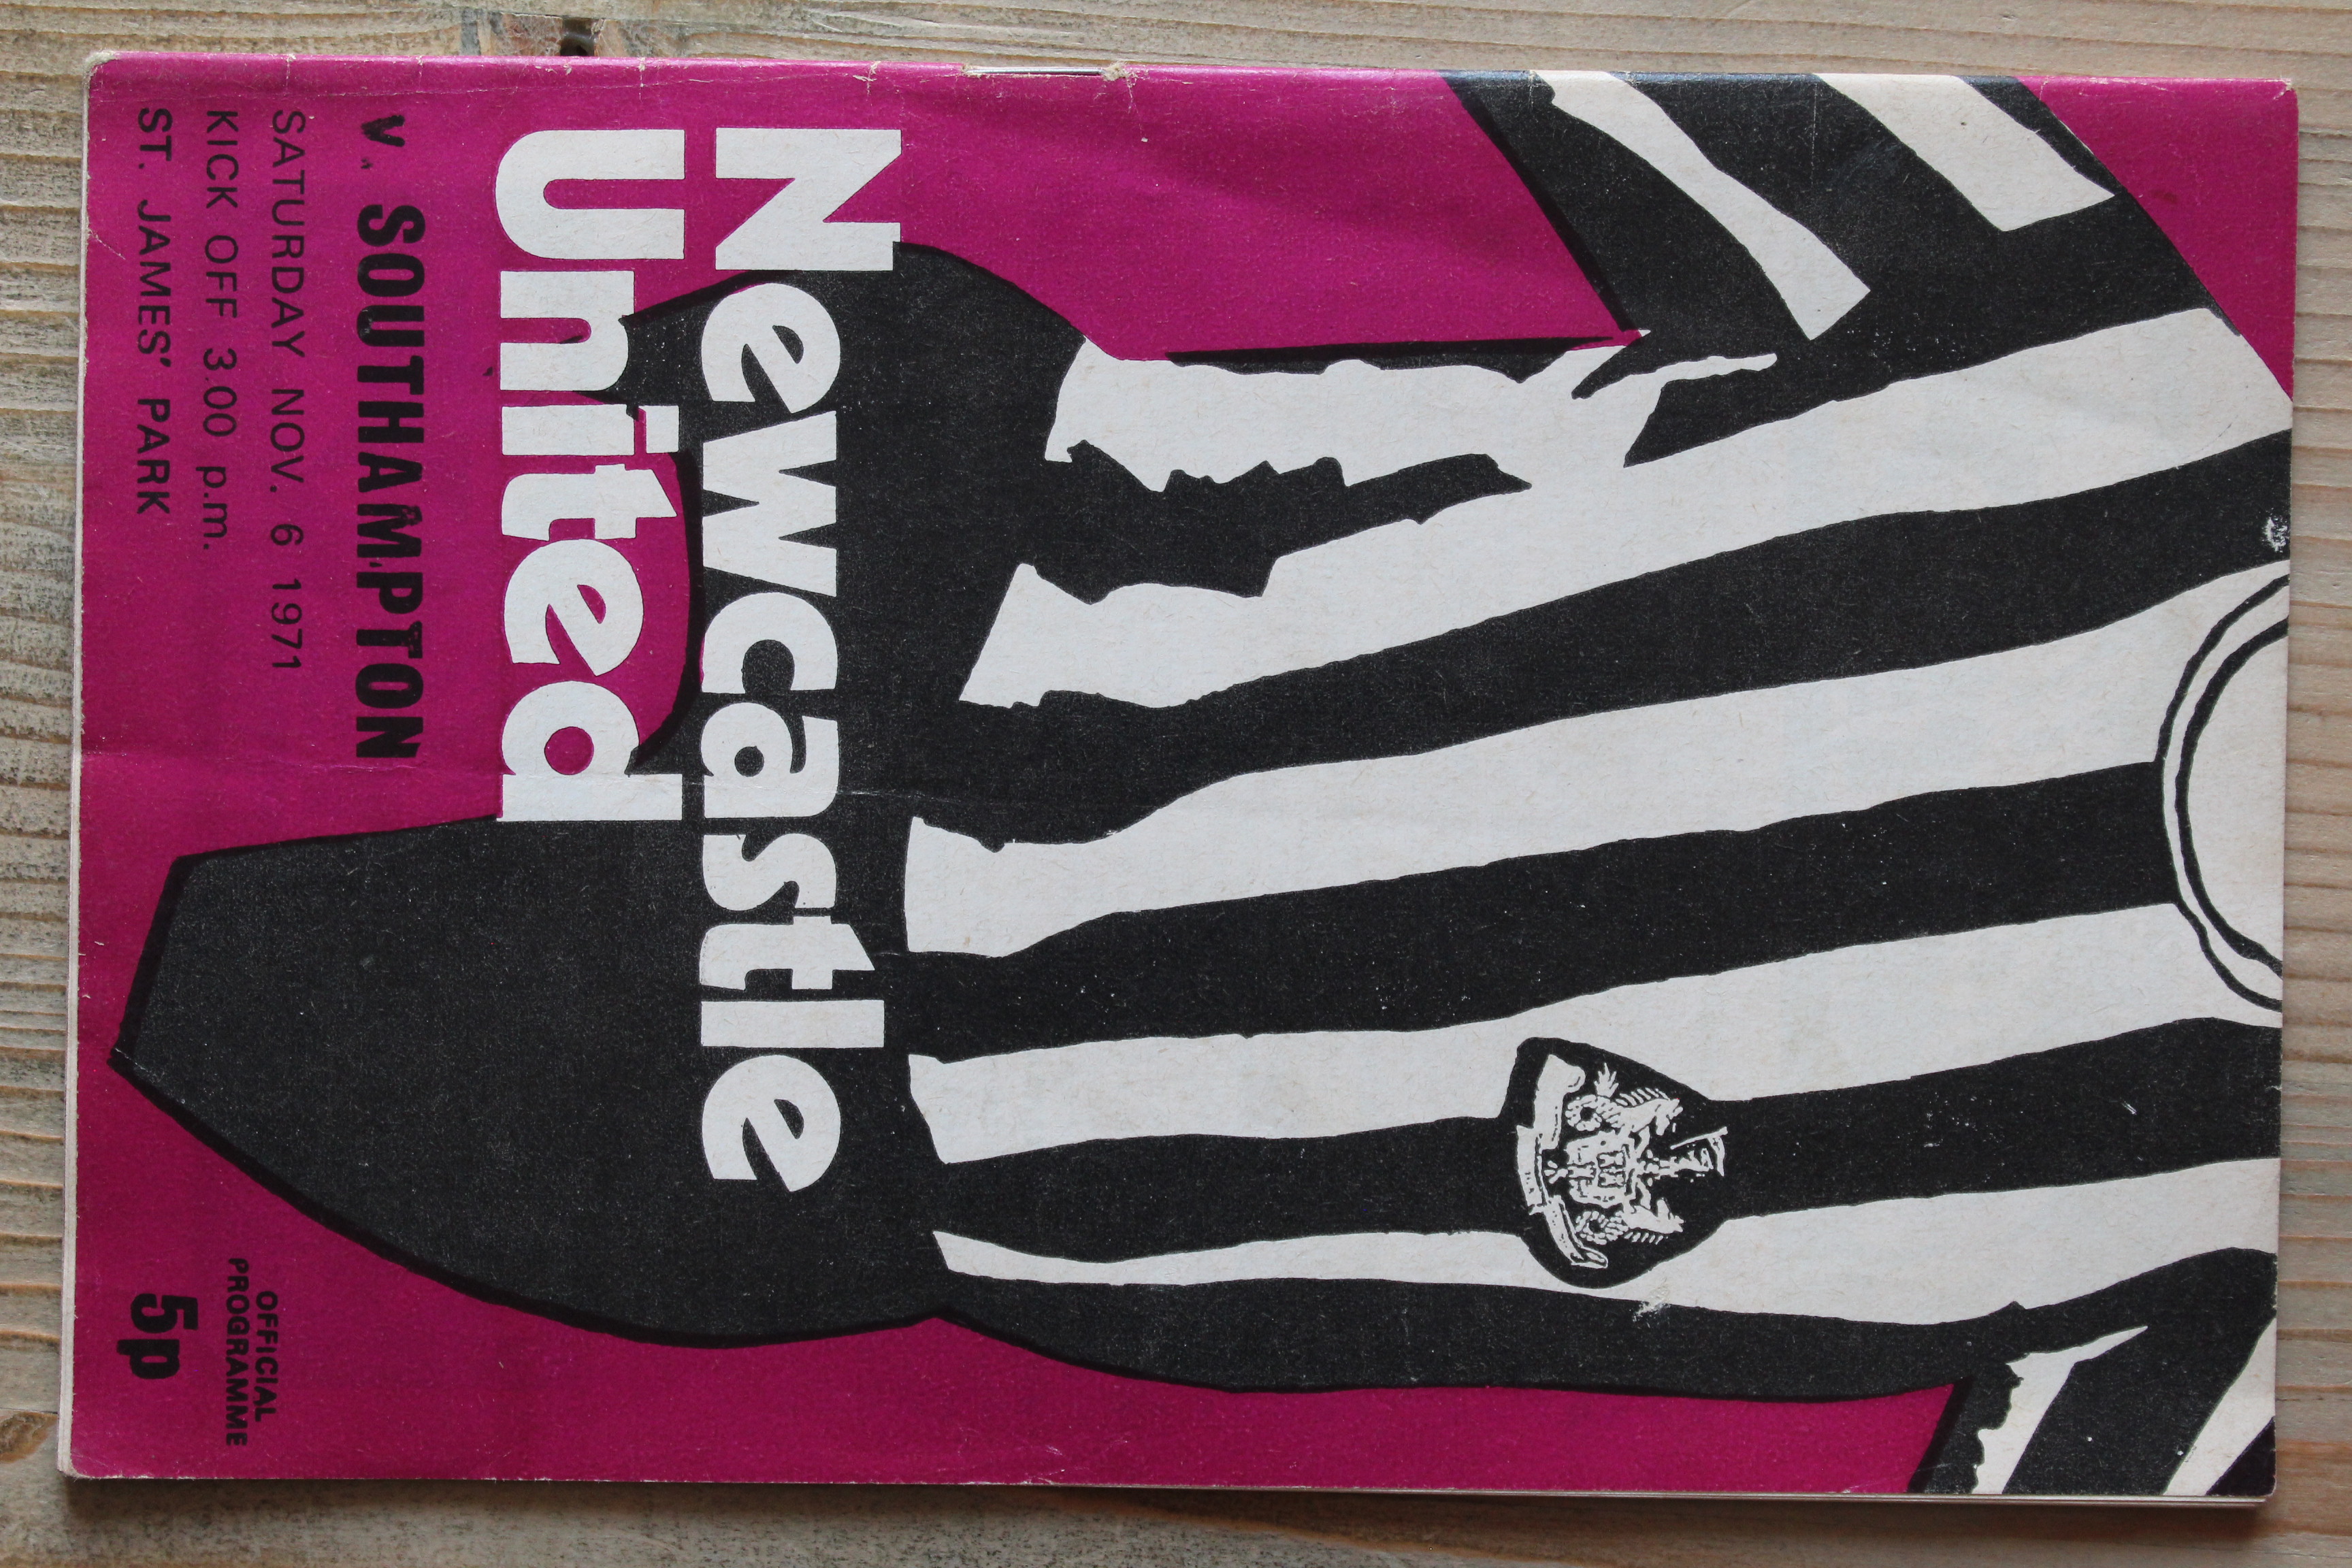 Newcastle
United
v. SOUTHAMPTON
SATURDAY NOV. 6 1971
KICK OFF 3.00 p.m.
ST. JAMES' PARK
OFFICIAL
PROGRAMME
5p